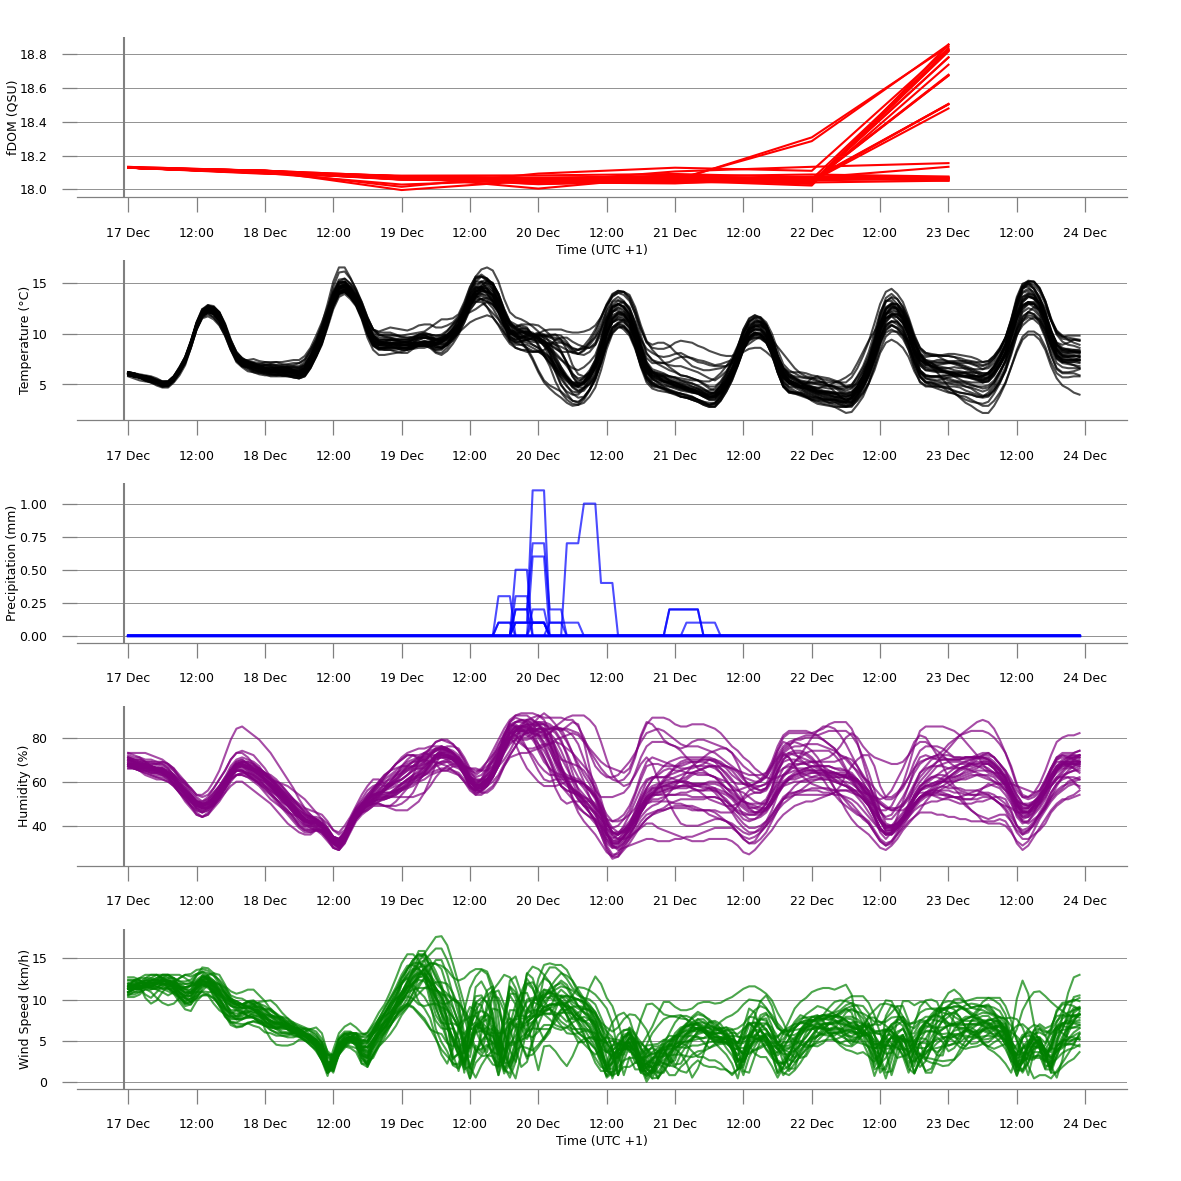 fDOM (QSU)
18.8
18.6
18.4
18.2
18.0
17 Dec 12:00 18 Dec 12:00 19 Dec 12:00 20 Dec 12:00 21 Dec 12:00 22 Dec 12:00 23 Dec 12:00 24 Dec
Time (UTC +1)
Temperature (°C)
15
10
5
17 Dec 12:00 18 Dec 12:00 19 Dec 12:00 20 Dec 12:00 21 Dec 12:00 22 Dec 12:00 23 Dec 12:00 24 Dec
Precipitation (mm)
1.00
0.75
0.50
0.25
0.00
17 Dec 12:00 18 Dec 12:00 19 Dec 12:00 20 Dec 12:00 21 Dec 12:00 22 Dec 12:00 23 Dec 12:00 24 Dec
Humidity (%)
80
60
40
17 Dec 12:00 18 Dec 12:00 19 Dec 12:00 20 Dec 12:00 21 Dec 12:00 22 Dec 12:00 23 Dec 12:00 24 Dec
Wind Speed (km/h)
15
10
5
0
17 Dec 12:00 18 Dec 12:00 19 Dec 12:00 20 Dec 12:00 21 Dec 12:00 22 Dec 12:00 23 Dec 12:00 24 Dec
Time (UTC +1)